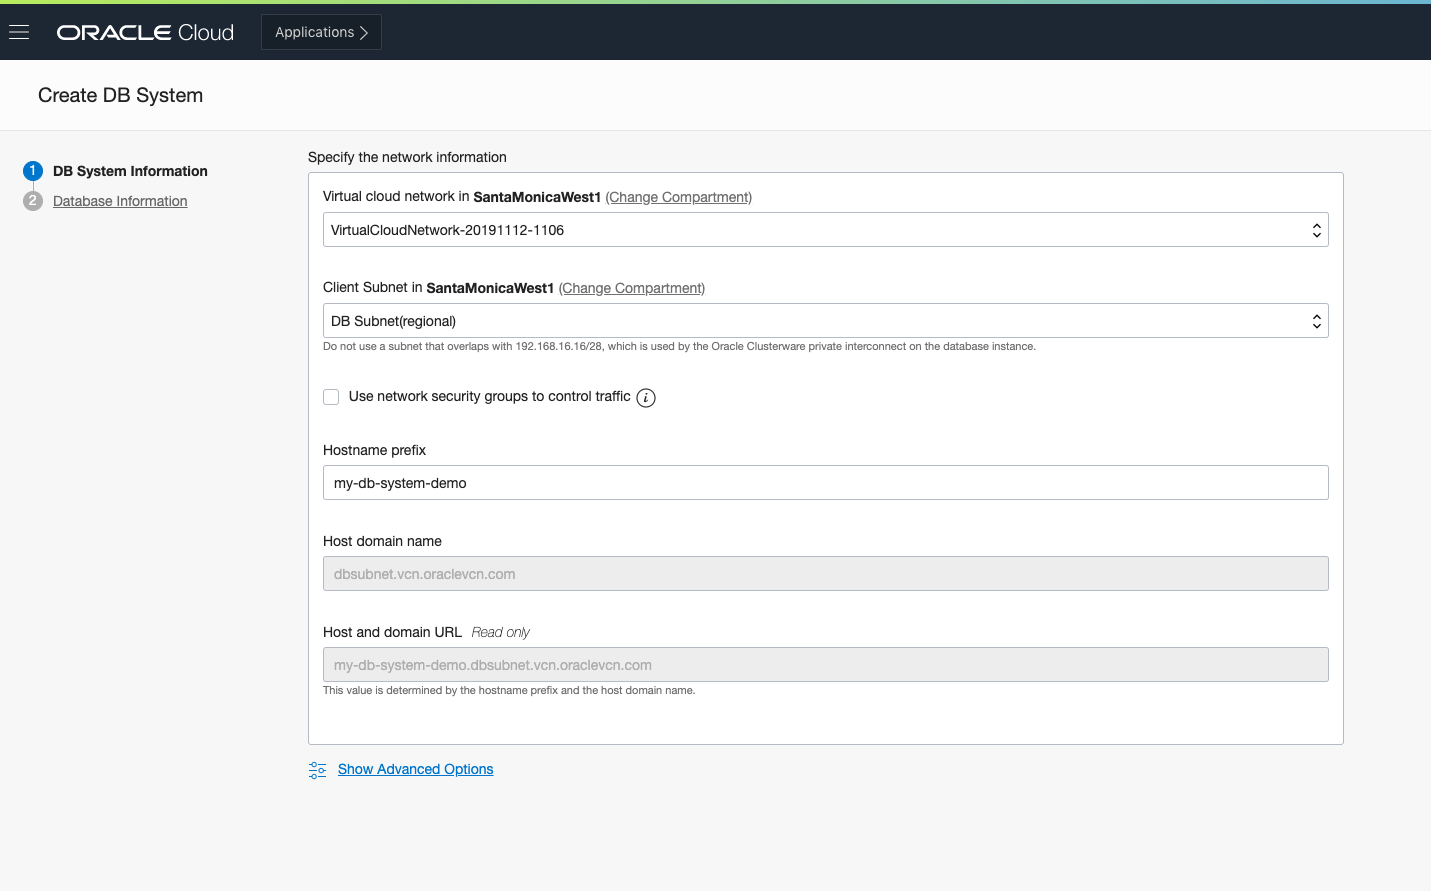 ORACLE Cloud
Applications
Create DB System
1 DB System Information
2 Database Information
Specify the network information
Virtual cloud network in SantaMonicaWest1 (Change Compartment)
VirtualCloudNetwork-20191112-1106
Client Subnet in SantaMonicaWest1 (Change Compartment)
DB Subnet(regional)
Do not use a subnet that overlaps with 192.168.16.16/28, which is used by the Oracle Clusterware private interconnect on the database instance.
Use network security groups to control traffic i
Hostname prefix
my-db-system-demo
Host domain name
dbsubnet.vcn.oraclevcn.com
Host and domain URL Read only
my-db-system-demo.dbsubnet.vcn.oraclevcn.com
This value is determined by the hostname prefix and the host domain name.
Show Advanced Options